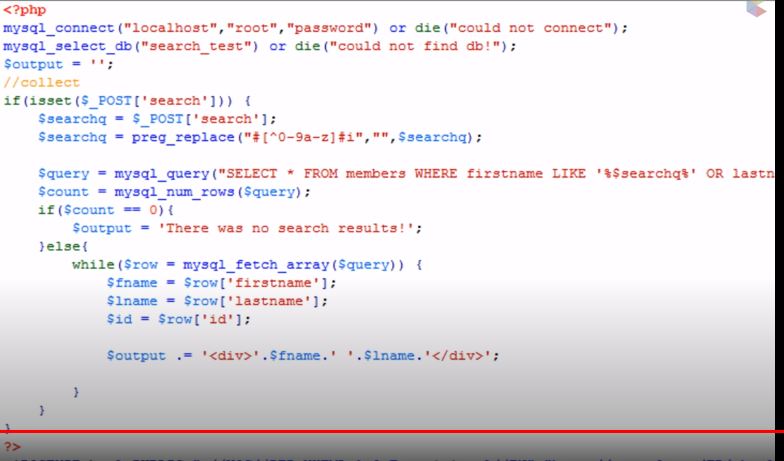 <?php
mysql_connect("localhost","root","password") or die("could not connect");
mysql_select_db("search_test") or die("could not find db!");
$output = '';
//collect
if(isset($_POST['search'])) {
    $searchq = $_POST['search'];
    $searchq = preg_replace("#[^0-9a-z]#i","",$searchq);
    $query = mysql_query("SELECT * FROM members WHERE firstname LIKE '%$searchq%' OR lastn
    $count = mysql_num_rows($query);
    if($count == 0){
        $output = 'There was no search results!';
    }else{
        while($row = mysql_fetch_array($query)) {
            $fname = $row['firstname'];
            $lname = $row['lastname'];
            $id = $row['id'];
            $output .= '<div>'.$fname.' '.$lname.'</div>';
        }
    }
}
?>